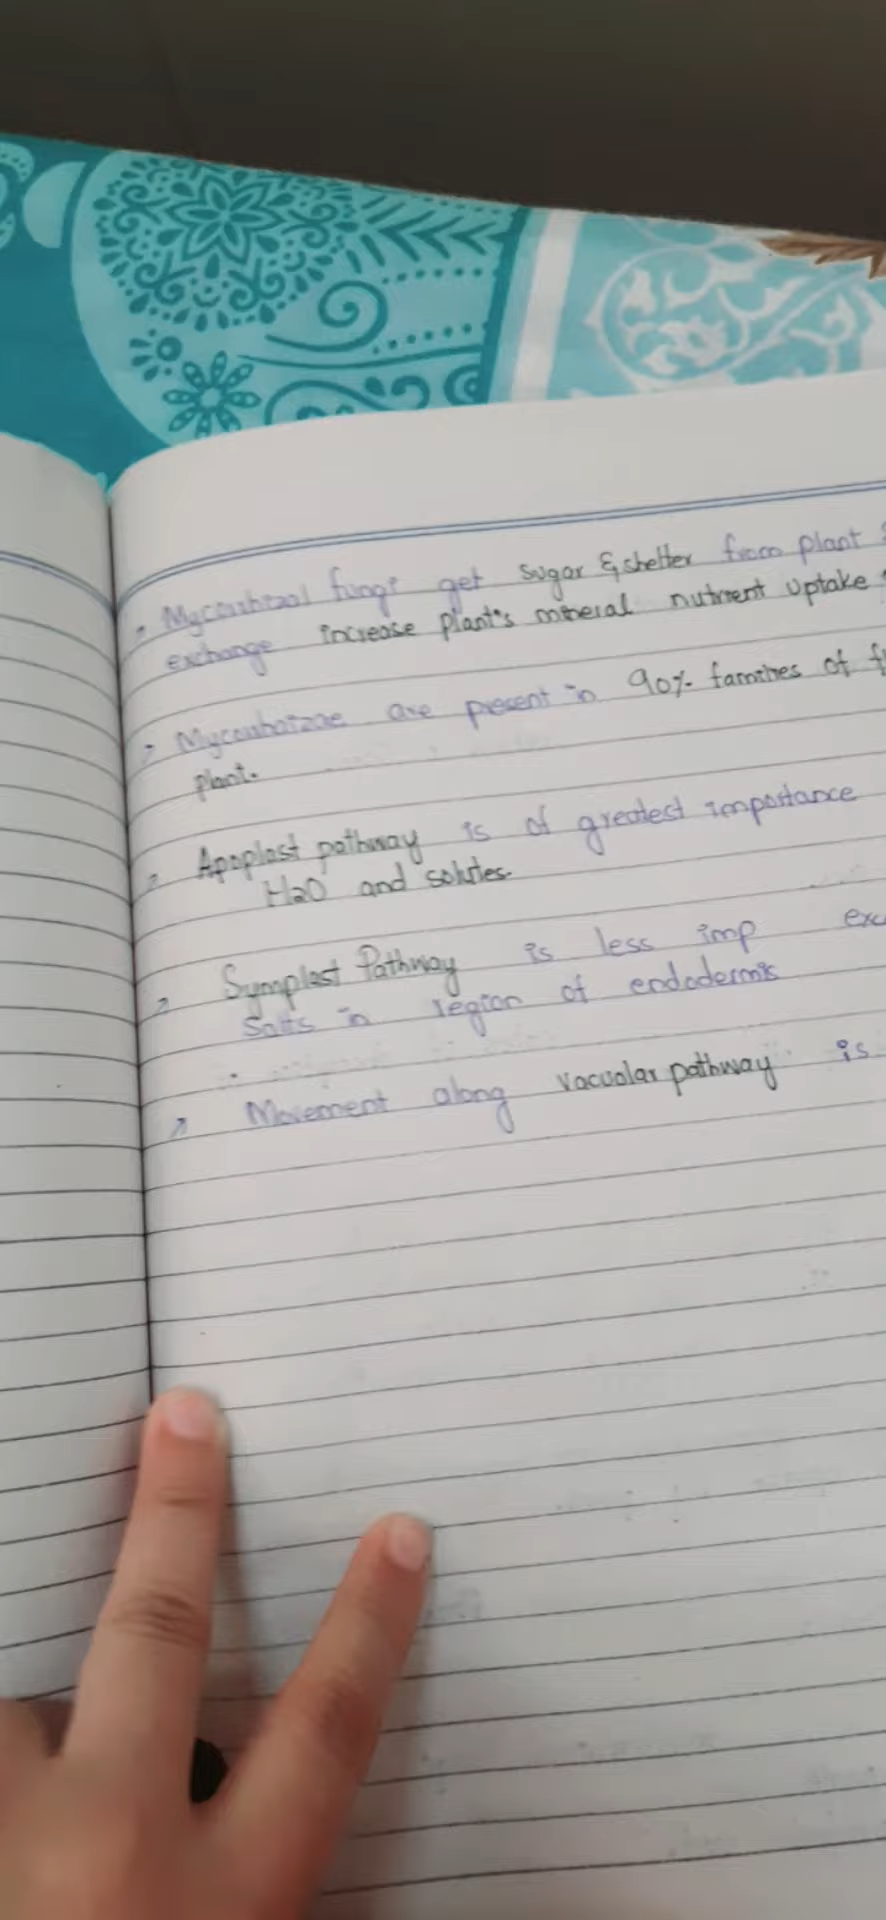 Mycorrhizal fungi get sugar & shelter from plant
exchange increase plant's mineral nutrient uptake
Mycorrhaizae are present in 90% families of
plant.
Apoplast pathway is of greatest importance
H2O and solutes.
Symplast Pathway is less imp
salts in region of endodermis
Movement along vacuolar pathway is